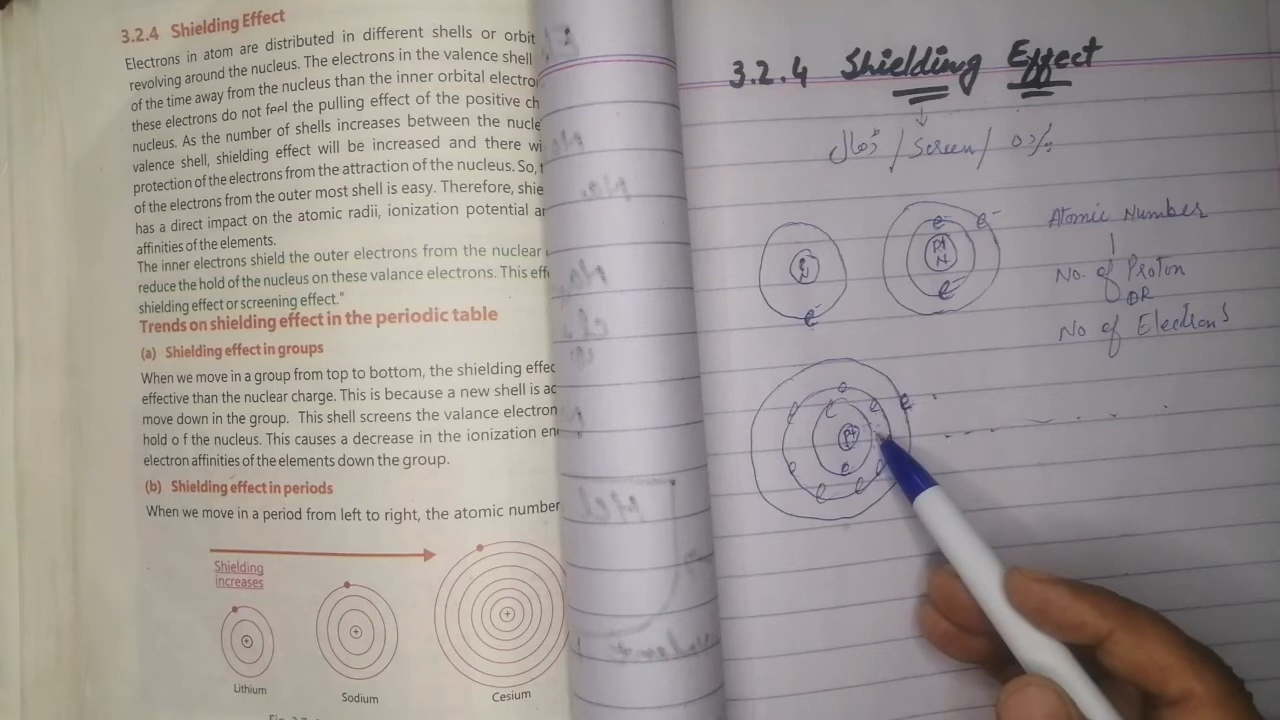 3.2.4 Shielding Effect
Electrons in atom are distributed in different shells or orbit
revolving around the nucleus. The electrons in the valence shell
of the time away from the nucleus than the inner orbital electro
these electrons do not feel the pulling effect of the positive ch
nucleus. As the number of shells increases between the nucle
valence shell, shielding effect will be increased and there wi
protection of the electrons from the attraction of the nucleus. So,
of the electrons from the outer most shell is easy. Therefore, shie
has a direct impact on the atomic radii, ionization potential ar
affinities of the elements.
The inner electrons shield the outer electrons from the nuclear
reduce the hold of the nucleus on these valance electrons. This effe
shielding effect or screening effect."
Trends on shielding effect in the periodic table
(a) Shielding effect in groups
When we move in a group from top to bottom, the shielding effec
effective than the nuclear charge. This is because a new shell is ad
move down in the group. This shell screens the valance electron
hold o f the nucleus. This causes a decrease in the ionization ene
electron affinities of the elements down the group.
(b) Shielding effect in periods
When we move in a period from left to right, the atomic number
Shielding
increases
+ + +
Lithium Sodium Cesium
3.2.4 Shielding Effect
ڈھال / Screen / پردہ
e⁻ e⁻
P+
N N
e⁻ e⁻
Atomic Number
No. of Proton
OR
No of Electrons
e e e e e
P+
e e e e e